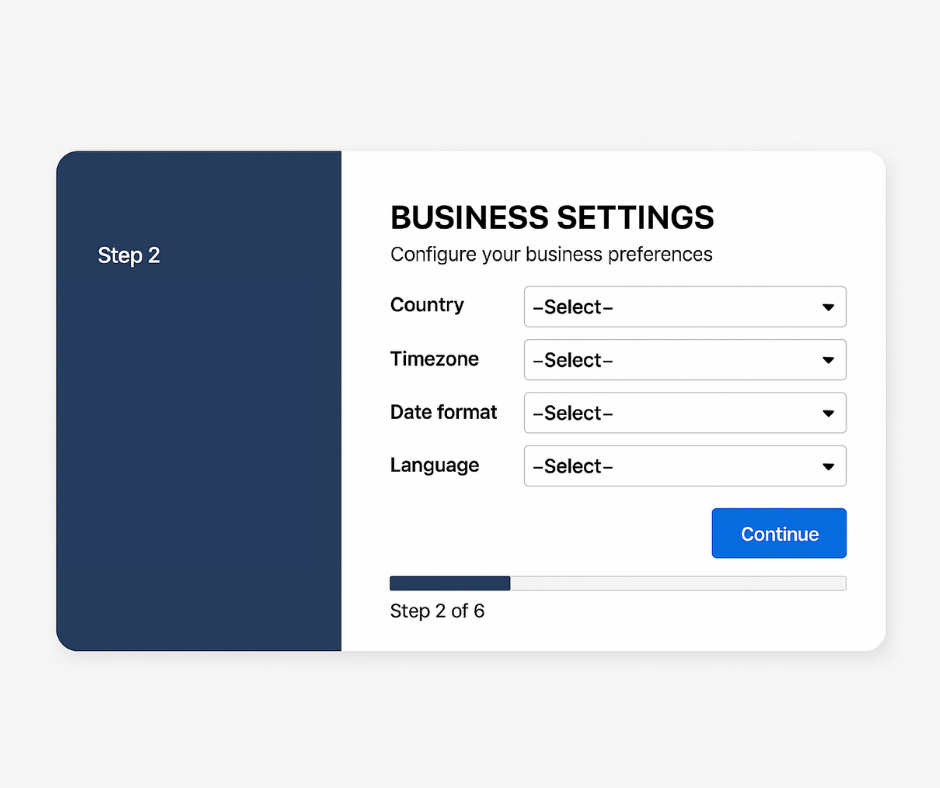 Step 2
BUSINESS SETTINGS
Configure your business preferences
Country –Select–
Timezone –Select–
Date format –Select–
Language –Select–
Continue
Step 2 of 6